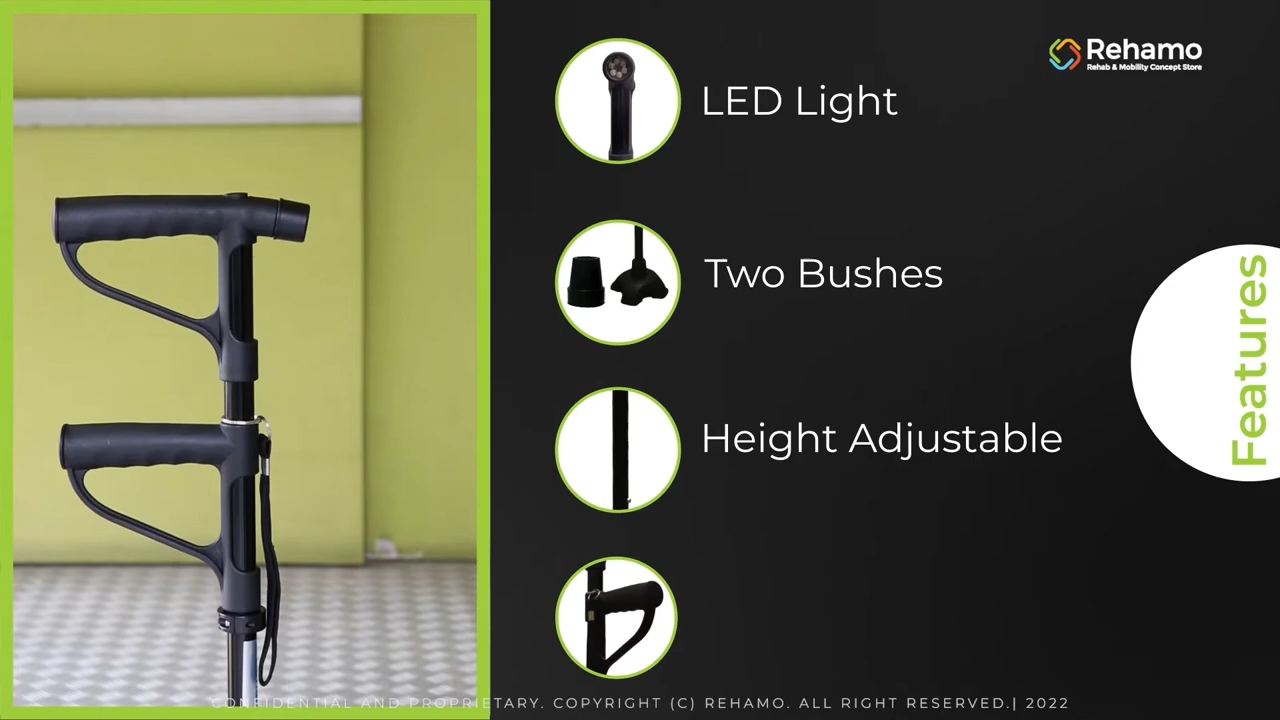 Rehamo
Rehab & Mobility Concept Store
LED Light
Two Bushes
Height Adjustable
Features
CONFIDENTIAL AND PROPRIETARY. COPYRIGHT (C) REHAMO. ALL RIGHT RESERVED.| 2022